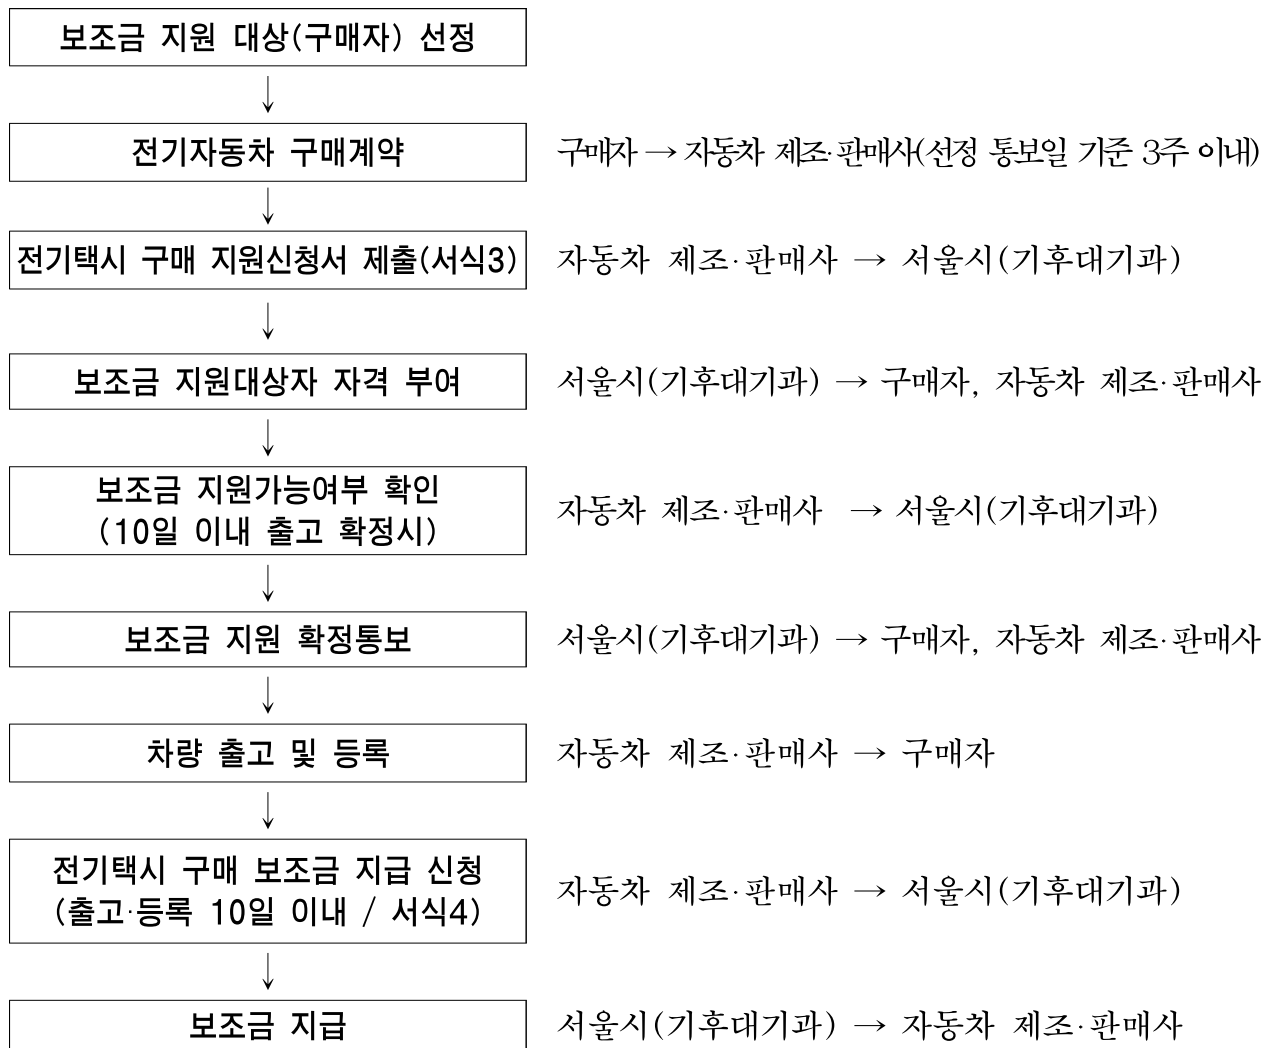 보조금 지원 대상(구매자) 선정
↓
전기자동차 구매계약 구매자 → 자동차 제조·판매사(선정 통보일 기준 3주 이내)
↓
전기택시 구매 지원신청서 제출(서식3) 자동차 제조·판매사 → 서울시(기후대기과)
↓
보조금 지원대상자 자격 부여 서울시(기후대기과) → 구매자, 자동차 제조·판매사
↓
보조금 지원가능여부 확인
(10일 이내 출고 확정시) 자동차 제조·판매사 → 서울시(기후대기과)
↓
보조금 지원 확정통보 서울시(기후대기과) → 구매자, 자동차 제조·판매사
↓
차량 출고 및 등록 자동차 제조·판매사 → 구매자
↓
전기택시 구매 보조금 지급 신청
(출고·등록 10일 이내 / 서식4) 자동차 제조·판매사 → 서울시(기후대기과)
↓
보조금 지급 서울시(기후대기과) → 자동차 제조·판매사